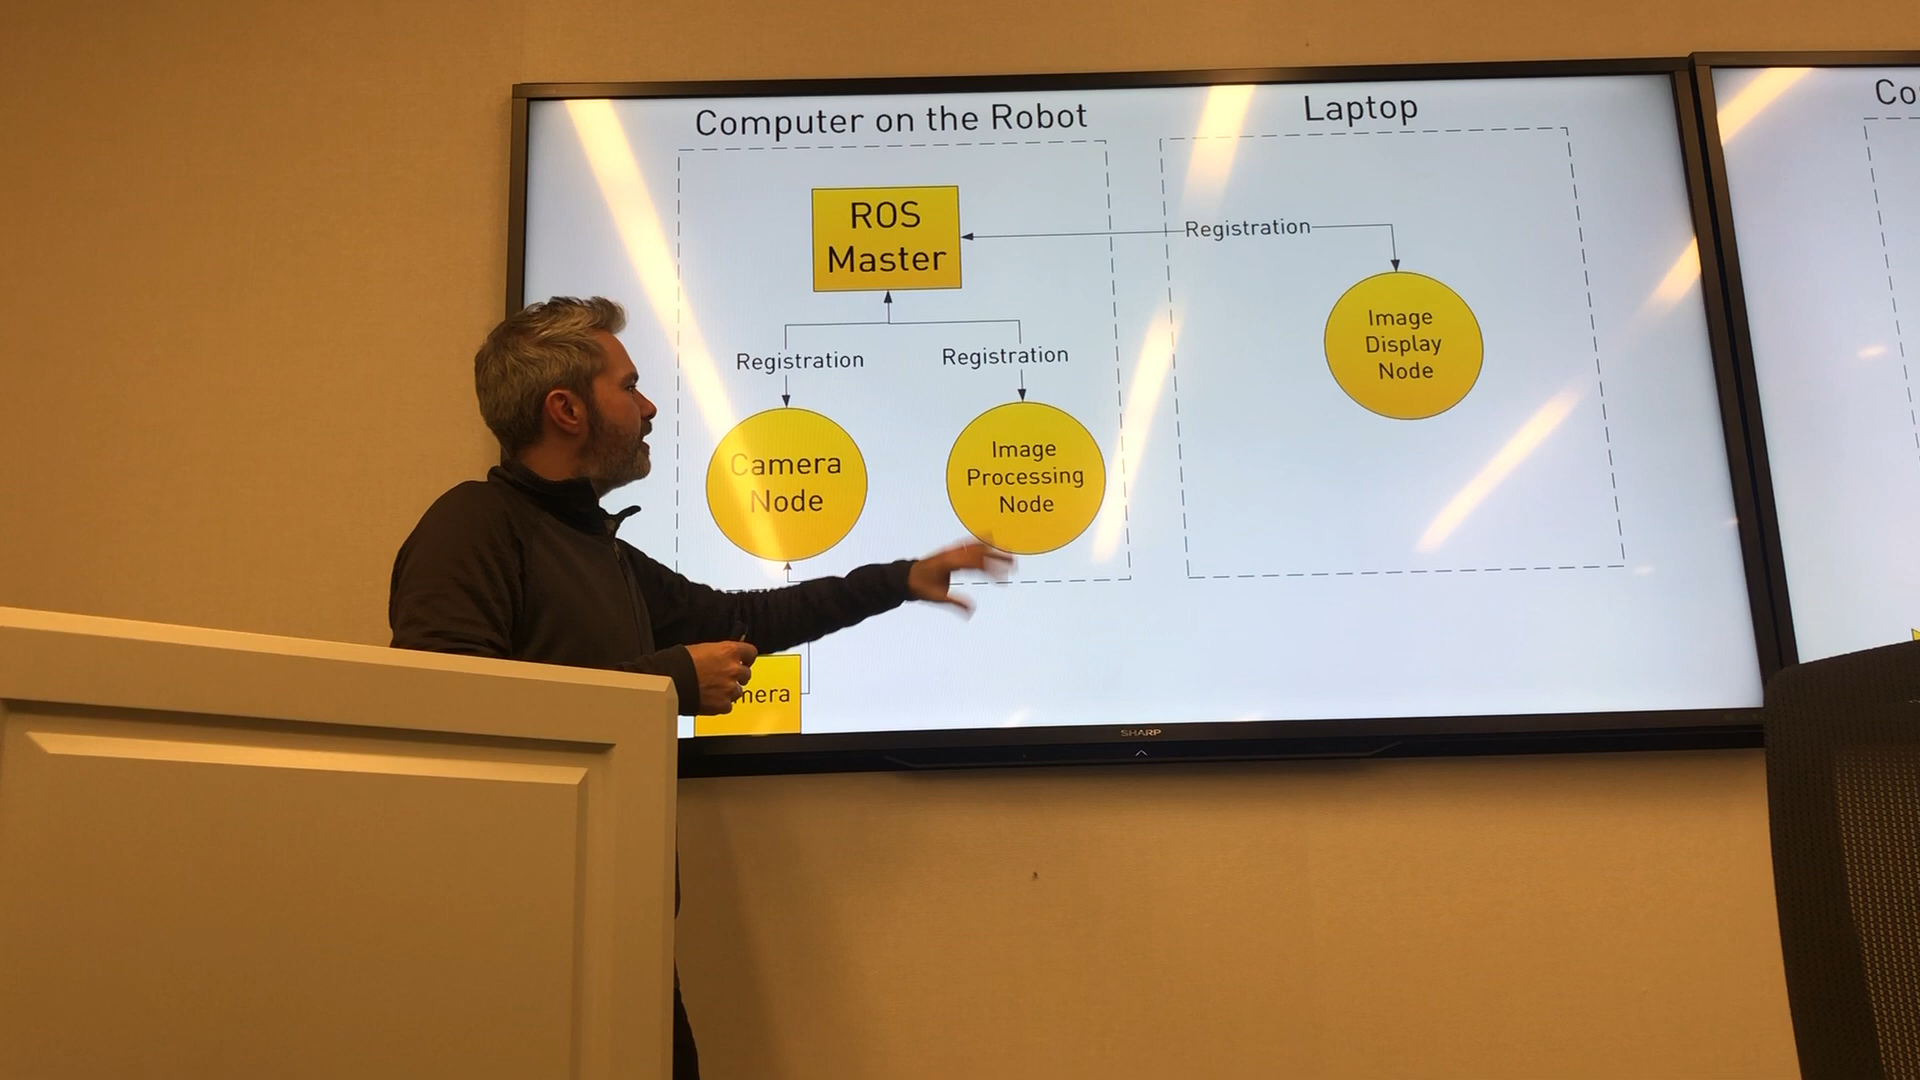 Computer on the Robot
Laptop
Co
ROS
Master
Registration
Registration
Registration
Image
Display
Node
Camera
Node
Image
Processing
Node
mera
SHARP